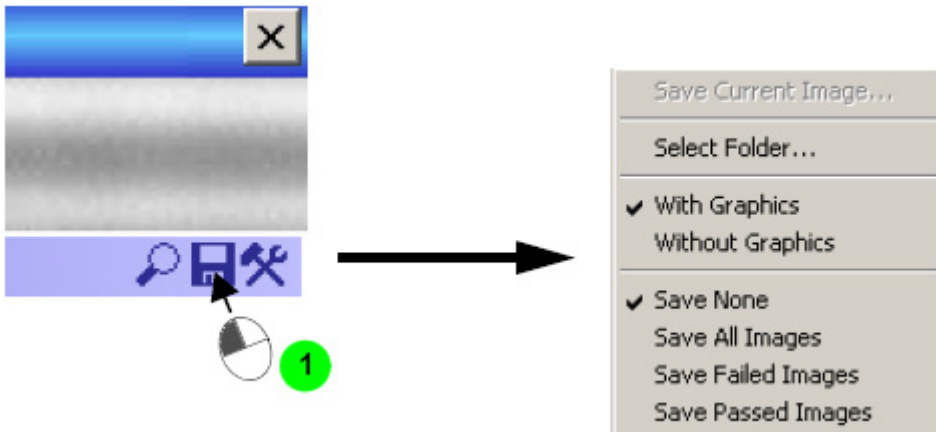 Save Current Image...
Select Folder...
With Graphics
Without Graphics
Save None
Save All Images
Save Failed Images
Save Passed Images
1